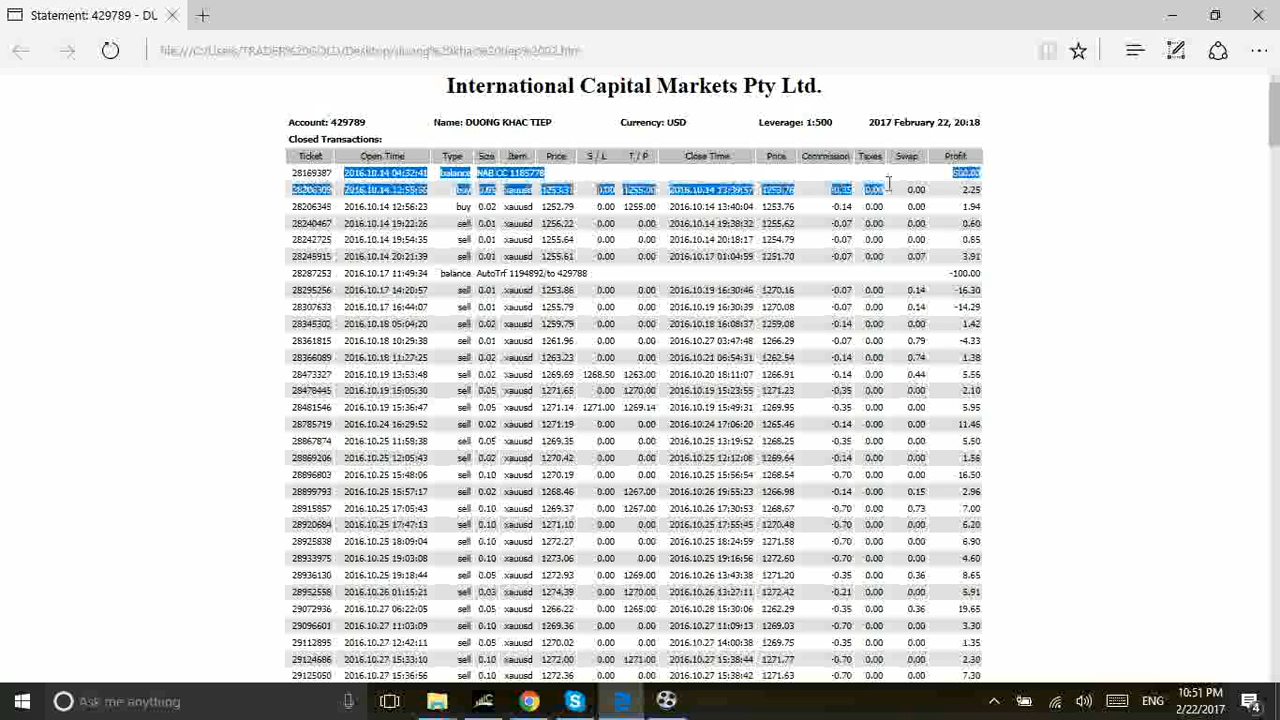 Statement: 429789 - DU
International Capital Markets Pty Ltd.
Account: 429789 Name: DUONG KHAC TIEP Currency: USD Leverage: 1:500 2017 February 22, 20:18
Closed Transactions:
Ticket Open Time Type Size Item Price S / L T / P Close Time Price Commission Taxes Swap Profit
28169387 2016.10.14 04:32:41 balance NAB CC 1185778
buy 0.00 0.00 2.25
28206345 2016.10.14 12:56:23 buy 0.02 xauusd 1252.79 0.00 1255.00 2016.10.14 13:40:04 1253.76 -0.14 0.00 0.00 1.94
28240467 2016.10.14 19:22:26 sell 0.01 xauusd 1256.22 0.00 0.00 2016.10.14 19:38:32 1255.62 -0.07 0.00 0.00 0.60
28242725 2016.10.14 19:54:35 sell 0.01 xauusd 1255.64 0.00 0.00 2016.10.14 20:18:17 1254.79 -0.07 0.00 0.00 0.85
28245915 2016.10.14 20:21:39 sell 0.01 xauusd 1255.61 0.00 0.00 2016.10.17 01:04:59 1251.70 -0.07 0.00 0.07 3.91
28287253 2016.10.17 11:49:34 balance AutoTrf 1194892/to 429788 -100.00
28295256 2016.10.17 14:20:57 sell 0.01 xauusd 1253.86 0.00 0.00 2016.10.19 16:30:46 1270.16 -0.07 0.00 0.14 -16.30
28307633 2016.10.17 16:44:07 sell 0.01 xauusd 1255.79 0.00 0.00 2016.10.19 16:30:39 1270.08 -0.07 0.00 0.14 -14.29
28345302 2016.10.18 05:04:20 sell 0.02 xauusd 1259.79 0.00 0.00 2016.10.18 16:08:37 1259.08 -0.14 0.00 0.00 1.42
28361815 2016.10.18 10:29:38 sell 0.01 xauusd 1261.96 0.00 0.00 2016.10.27 03:47:48 1266.29 -0.07 0.00 0.79 -4.33
28366089 2016.10.18 11:27:25 sell 0.02 xauusd 1263.23 0.00 0.00 2016.10.21 06:54:31 1262.54 -0.14 0.00 0.74 1.38
28473327 2016.10.19 13:53:48 sell 0.02 xauusd 1269.69 1268.50 1263.00 2016.10.20 18:11:07 1266.91 -0.14 0.00 0.44 5.56
28478445 2016.10.19 15:05:30 sell 0.05 xauusd 1271.65 0.00 1270.00 2016.10.19 15:23:55 1271.23 -0.35 0.00 0.00 2.10
28481546 2016.10.19 15:36:47 sell 0.05 xauusd 1271.14 1271.00 1269.14 2016.10.19 15:49:31 1269.95 -0.35 0.00 0.00 5.95
28785719 2016.10.24 16:29:52 sell 0.02 xauusd 1271.19 0.00 0.00 2016.10.24 17:06:20 1265.46 -0.14 0.00 0.00 11.46
28867874 2016.10.25 11:59:38 sell 0.05 xauusd 1269.35 0.00 0.00 2016.10.25 13:19:52 1268.25 -0.35 0.00 0.00 5.50
28869206 2016.10.25 12:05:43 sell 0.02 xauusd 1270.42 0.00 0.00 2016.10.25 12:12:06 1269.64 -0.14 0.00 0.00 1.56
28896803 2016.10.25 15:48:06 sell 0.10 xauusd 1270.19 0.00 0.00 2016.10.25 15:56:54 1268.54 -0.70 0.00 0.00 16.50
28899793 2016.10.25 15:57:17 sell 0.02 xauusd 1268.46 0.00 1267.00 2016.10.26 19:55:23 1266.98 -0.14 0.00 0.15 2.96
28915857 2016.10.25 17:05:43 sell 0.10 xauusd 1269.37 0.00 1267.00 2016.10.26 17:30:53 1268.67 -0.70 0.00 0.73 7.00
28920684 2016.10.25 17:47:13 sell 0.10 xauusd 1271.10 0.00 0.00 2016.10.25 17:55:45 1270.48 -0.70 0.00 0.00 6.20
28925838 2016.10.25 18:09:04 sell 0.10 xauusd 1272.27 0.00 0.00 2016.10.25 18:24:59 1271.58 -0.70 0.00 0.00 6.90
28933975 2016.10.25 19:03:08 sell 0.10 xauusd 1273.06 0.00 0.00 2016.10.25 19:16:56 1272.60 -0.70 0.00 0.00 4.60
28936130 2016.10.25 19:18:44 sell 0.05 xauusd 1272.93 0.00 1269.00 2016.10.26 13:43:38 1271.20 -0.35 0.00 0.36 8.65
28952558 2016.10.26 01:15:21 sell 0.03 xauusd 1274.39 0.00 1270.00 2016.10.26 13:27:11 1272.42 -0.21 0.00 0.00 5.91
29072936 2016.10.27 06:22:05 sell 0.05 xauusd 1266.22 0.00 1265.00 2016.10.28 15:30:06 1262.29 -0.35 0.00 0.36 19.65
29096601 2016.10.27 11:03:09 sell 0.10 xauusd 1269.36 0.00 0.00 2016.10.27 11:09:13 1269.03 -0.70 0.00 0.00 3.30
29112895 2016.10.27 12:42:11 sell 0.05 xauusd 1270.02 0.00 0.00 2016.10.27 14:00:38 1269.75 -0.35 0.00 0.00 1.35
29124686 2016.10.27 15:33:10 sell 0.10 xauusd 1272.00 0.00 1271.00 2016.10.27 15:38:44 1271.77 -0.70 0.00 0.00 2.30
29125050 2016.10.27 15:36:56 sell 0.10 xauusd 1272.36 0.00 0.00 2016.10.27 15:38:42 1271.63 -0.70 0.00 0.00 7.30
Ask me anything
ENG
10:51 PM
2/22/2017
4